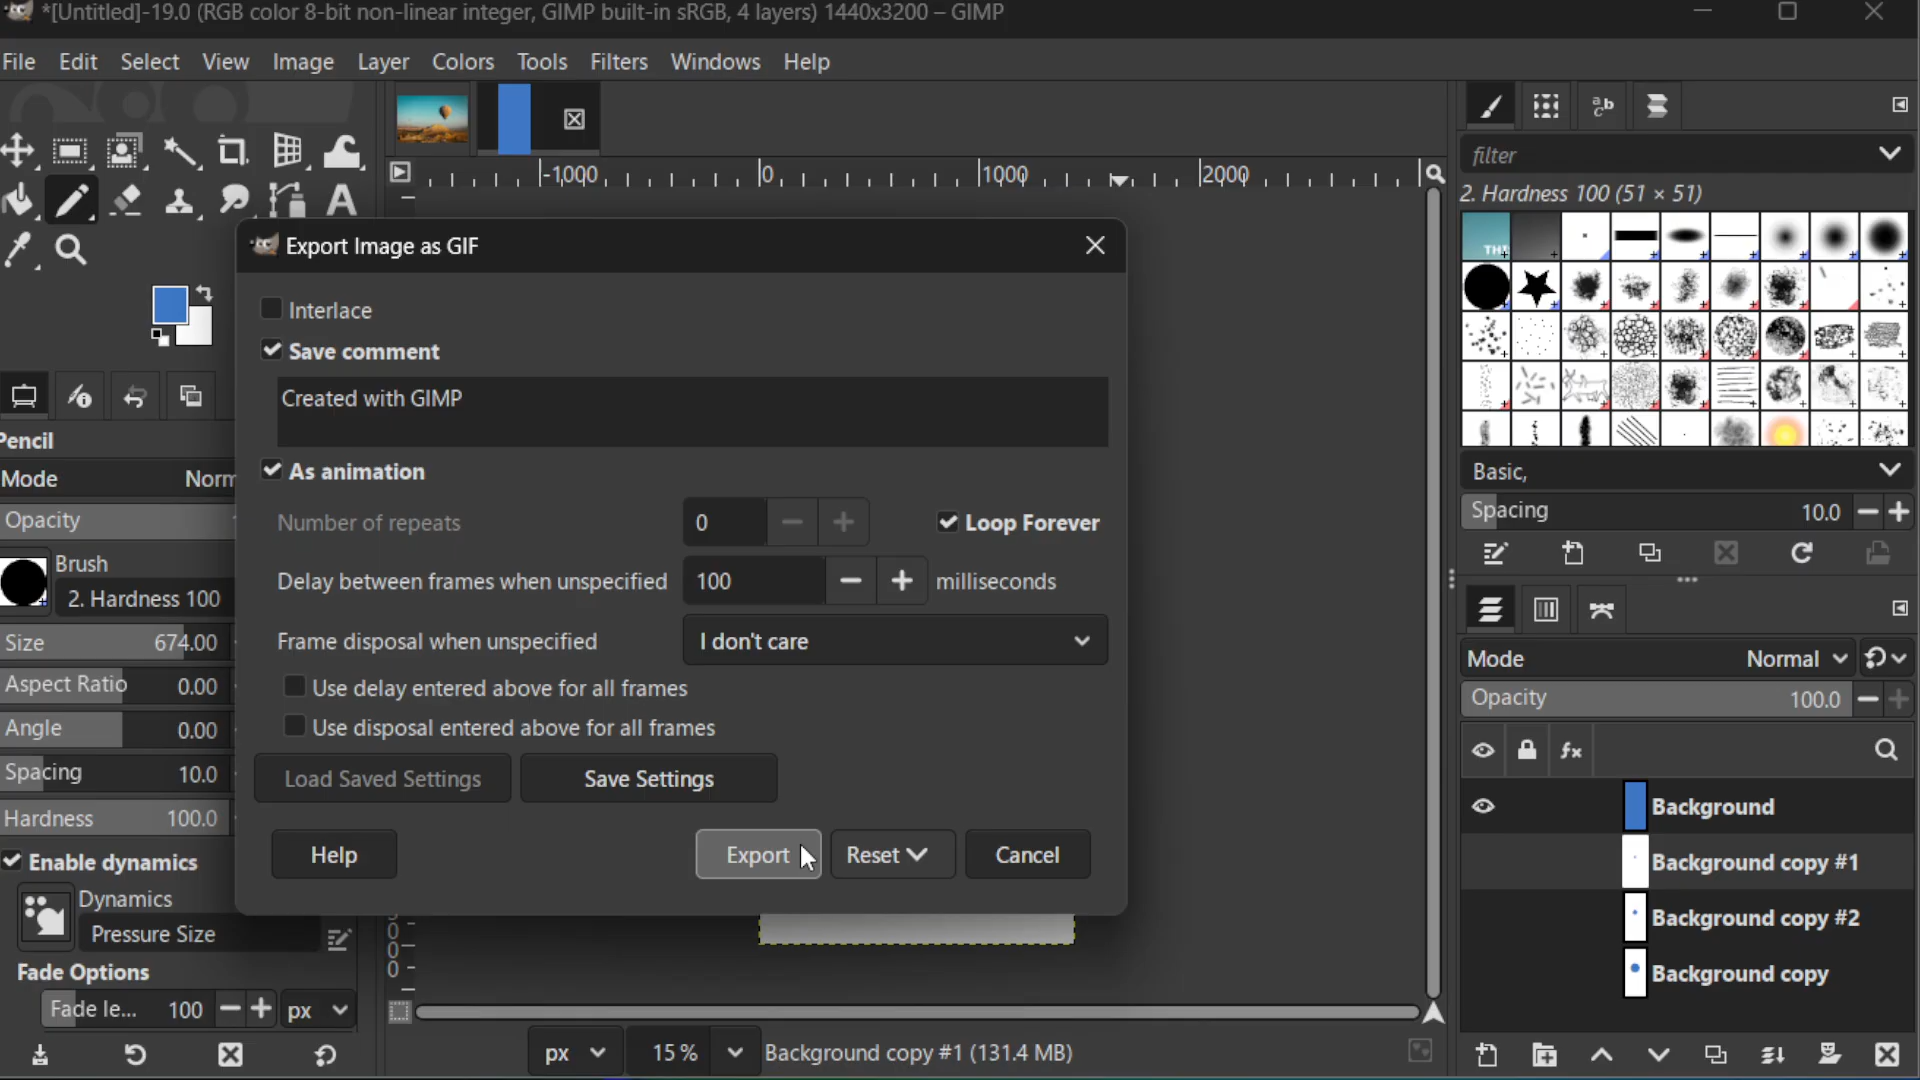 *[Untitled]-19.0 (RGB color 8-bit non-linear integer, GIMP built-in sRGB, 4 layers) 1440x3200 – GIMP
File Edit Select View Image Layer Colors Tools Filters Windows Help
-1000 0 1000 2000
filter
2. Hardness 100 (51 × 51)
Export Image as GIF
Interlace
Save comment
Created with GIMP
As animation
Number of repeats 0 Loop Forever
Delay between frames when unspecified 100 milliseconds
Frame disposal when unspecified I don't care
Use delay entered above for all frames
Use disposal entered above for all frames
Load Saved Settings Save Settings
Help Export Reset Cancel
Pencil
Mode Norm
Opacity
Brush
2. Hardness 100
Size 674.00
Aspect Ratio 0.00
Angle 0.00
Spacing 10.0
Hardness 100.0
Enable dynamics
Dynamics
Pressure Size
Fade Options
Fade le... 100 px
Basic,
Spacing 10.0
Mode Normal
Opacity 100.0
fx
Background
Background copy #1
Background copy #2
Background copy
px 15 % Background copy #1 (131.4 MB)